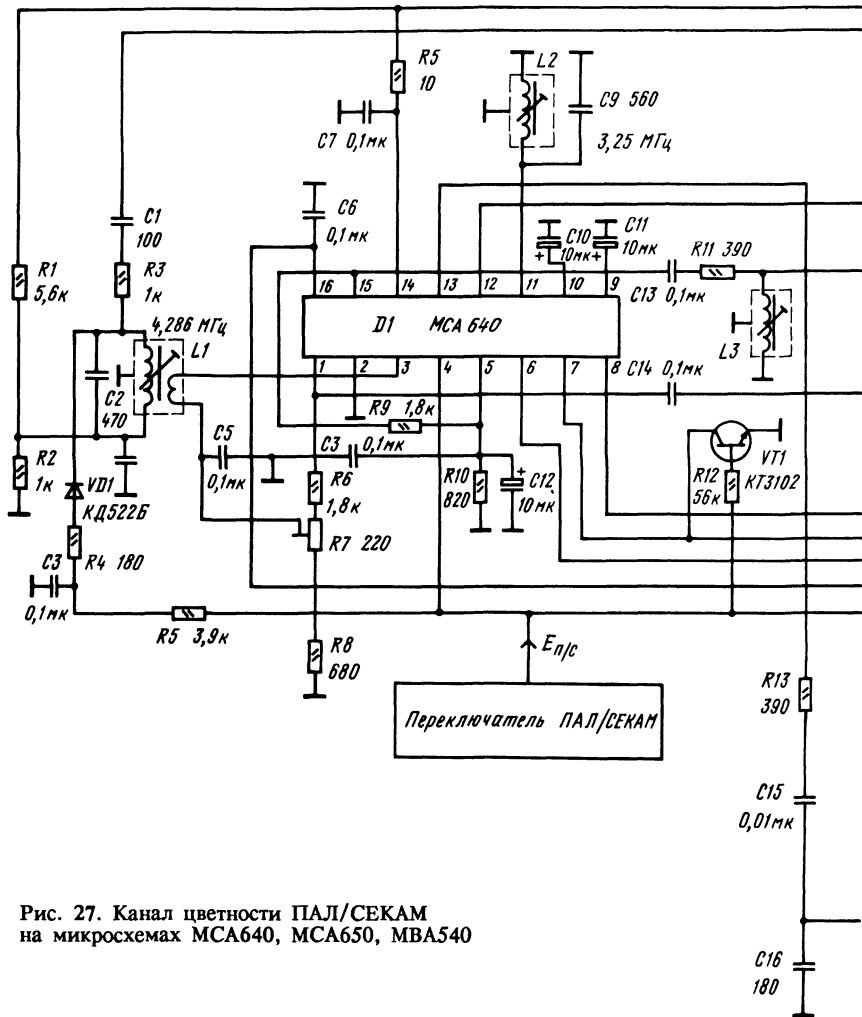 R5
10
L2
C9 560
3,25 МГц
C7 0,1мк
C1
100
C6
0,1мк
C10
10мк
+
C11
10мк
+
R11 390
R1
5,6к
R3
1к
16 15 14 13 12 11 10 9
C13 0,1мк
4,286 МГц
L1
D1 MCA 640
L3
1 2 3 4 5 6 7 8
C14 0,1мк
C2
470
R9 1,8к
C5
0,1мк
C3
0,1мк
R2
1к
VD1
КД522Б
R6
1,8к
R10
820
+
C12
10мк
R12
56к
VT1
КТ3102
R4 180
R7 220
C3
0,1мк
R5 3,9к
Eп/с
R8
680
R13
390
Переключатель ПАЛ/СЕКАМ
C15
0,01мк
Рис. 27. Канал цветности ПАЛ/СЕКАМ
на микросхемах МСА640, МСА650, МВА540
C16
180